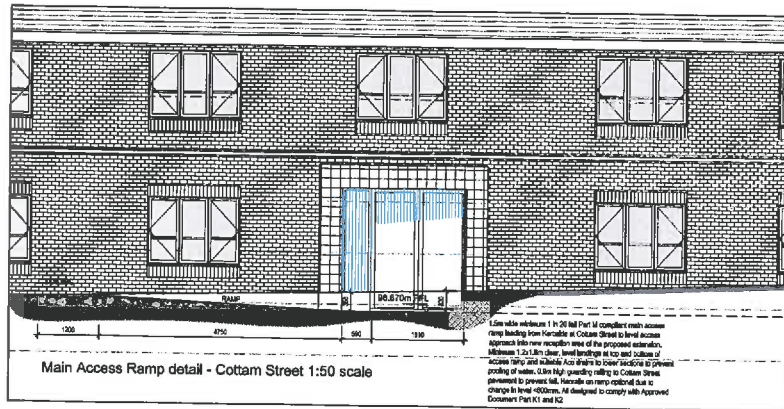 RAMP
98.670m FFL
1200
4750
590
1800
1.5m wide minimum 1 in 20 fall Part M compliant main access
ramp leading from Kerbside at Cottam Street to level access
approach into new reception area of the proposed extension.
Minimum 1.2x1.8m clear, level landings at top and bottom of
access ramp and suitable Aco drains to lower sections to prevent
pooling of water. 0.9m high guarding railing to Cottam Street
pavement to prevent fall. Handrails on ramp optional due to
change in level <600mm. All designed to comply with Approved
Document Part K1 and K2
Main Access Ramp detail - Cottam Street 1:50 scale